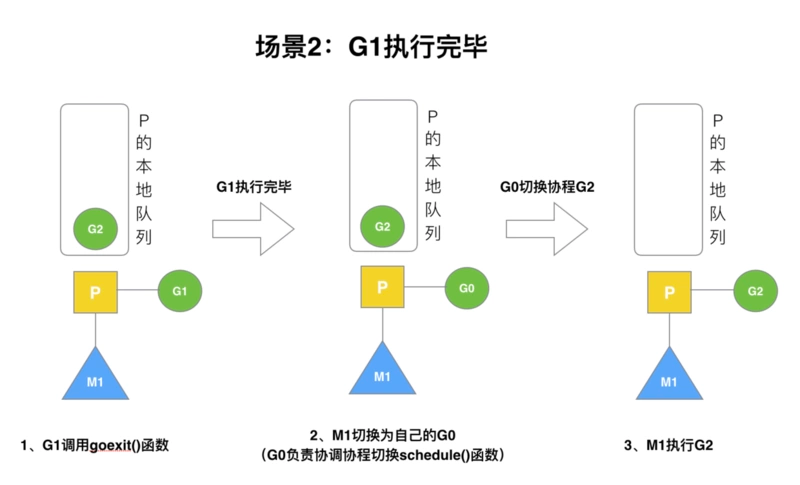 场景2：G1执行完毕
P的本地队列
G2
P
G1
M1
1、G1调用goexit()函数
G1执行完毕
P的本地队列
G2
P
G0
M1
2、M1切换为自己的G0
（G0负责协调协程切换schedule()函数）
G0切换协程G2
P的本地队列
P
G2
M1
3、M1执行G2